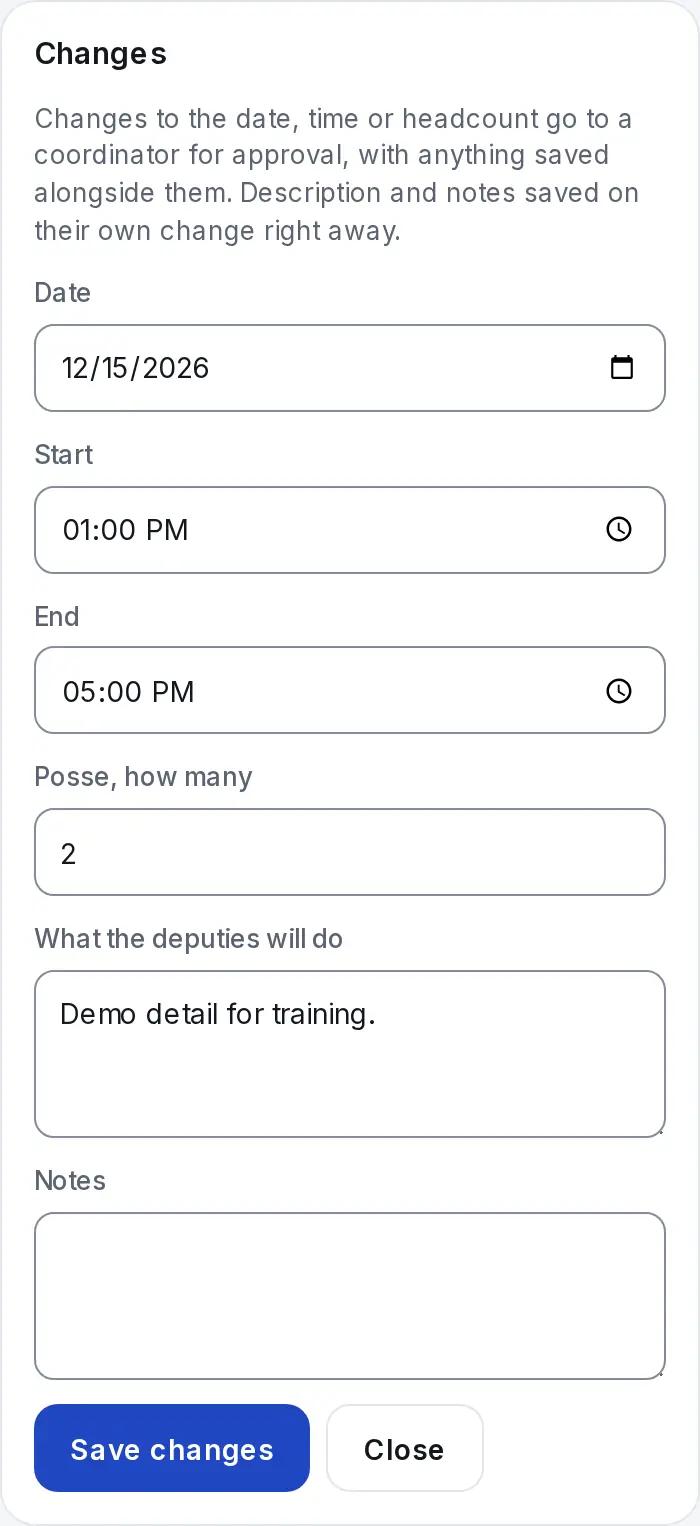 Changes
Changes to the date, time or headcount go to a
coordinator for approval, with anything saved
alongside them. Description and notes saved on
their own change right away.
Date
12/15/2026
Start
01:00 PM
End
05:00 PM
Posse, how many
2
What the deputies will do
Demo detail for training.
Notes
Save changes
Close